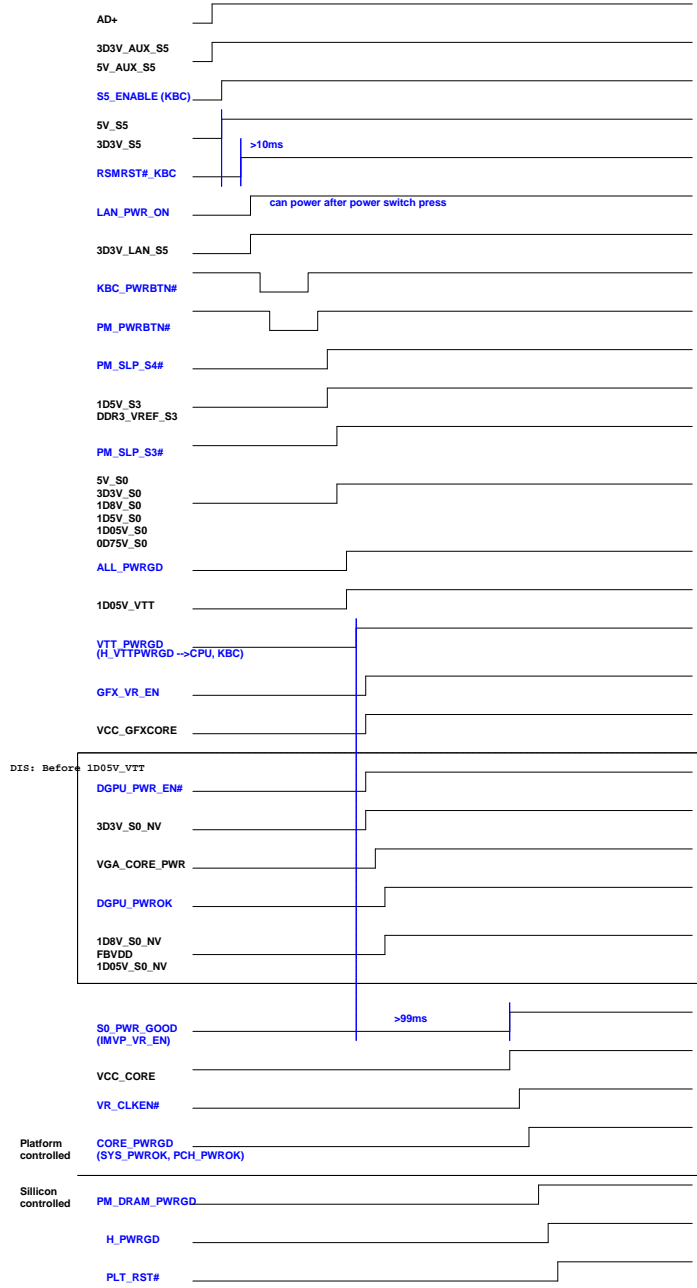 AD+
3D3V_AUX_S5
5V_AUX_S5
S5_ENABLE (KBC)
5V_S5
3D3V_S5
>10ms
RSMRST#_KBC
can power after power switch press
LAN_PWR_ON
3D3V_LAN_S5
KBC_PWRBTN#
PM_PWRBTN#
PM_SLP_S4#
1D5V_S3
DDR3_VREF_S3
PM_SLP_S3#
5V_S0
3D3V_S0
1D8V_S0
1D5V_S0
1D05V_S0
0D75V_S0
ALL_PWRGD
1D05V_VTT
VTT_PWRGD
(H_VTTPWRGD -->CPU, KBC)
GFX_VR_EN
VCC_GFXCORE
DIS: Before 1D05V_VTT
DGPU_PWR_EN#
3D3V_S0_NV
VGA_CORE_PWR
DGPU_PWROK
1D8V_S0_NV
FBVDD
1D05V_S0_NV
>99ms
S0_PWR_GOOD
(IMVP_VR_EN)
VCC_CORE
VR_CLKEN#
Platform
controlled
CORE_PWRGD
(SYS_PWROK, PCH_PWROK)
Sillicon
controlled
PM_DRAM_PWRGD
H_PWRGD
PLT_RST#